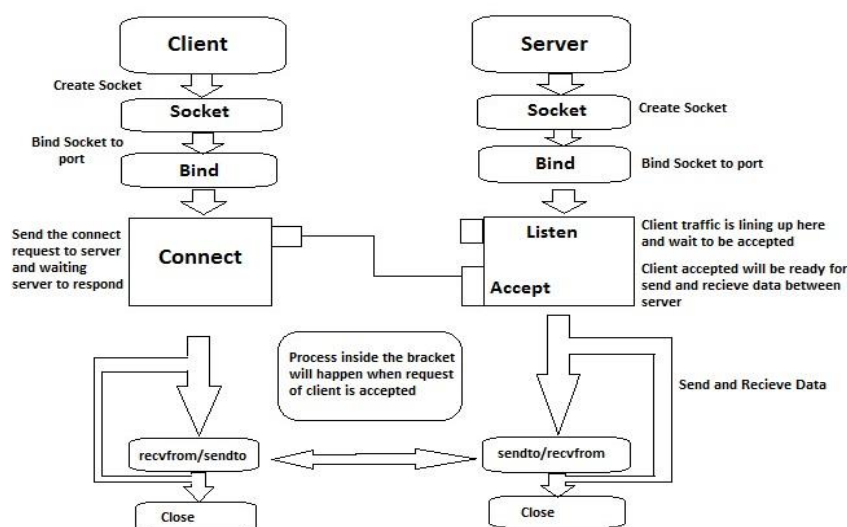 Client
Server
Create Socket
Socket
Socket
Create Socket
Bind Socket to
port
Bind
Bind
Bind Socket to port
Send the connect
request to server
and waiting
server to respond
Connect
Listen
Accept
Client traffic is lining up here
and wait to be accepted
Client accepted will be ready for
send and recieve data between
server
Process inside the bracket
will happen when request
of client is accepted
Send and Recieve Data
recvfrom/sendto
sendto/recvfrom
Close
Close